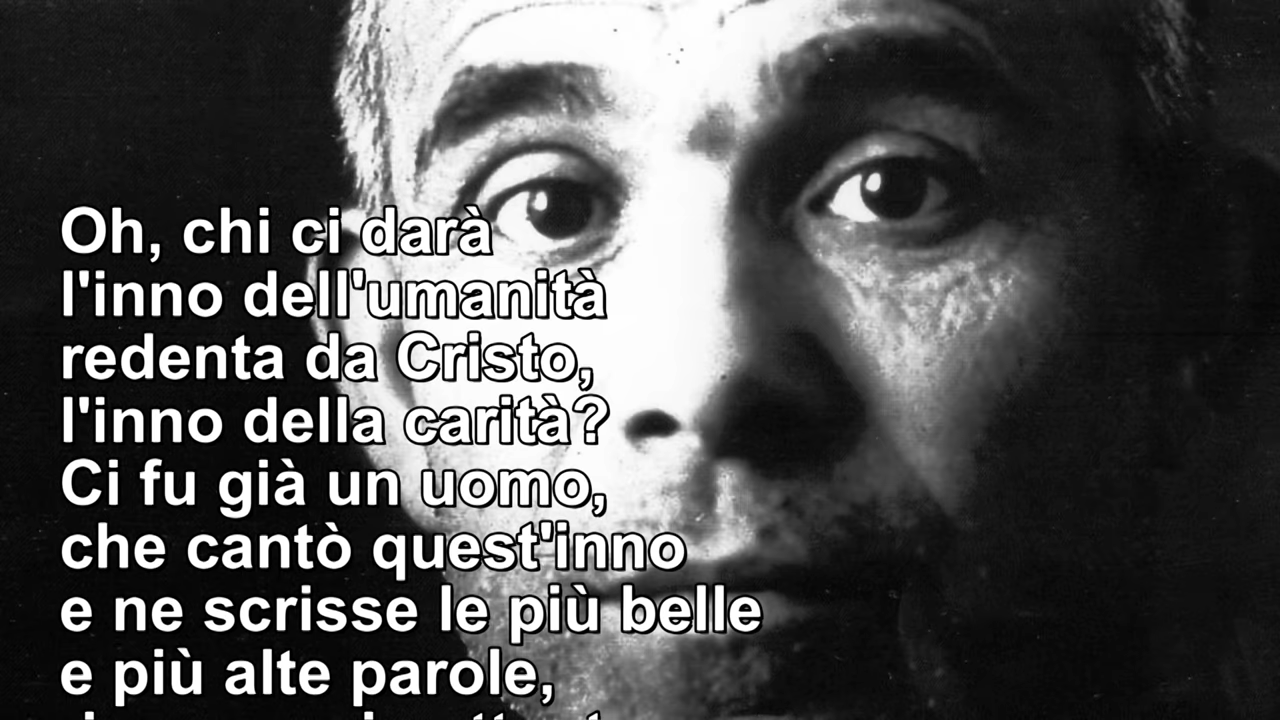 Oh, chi ci darà
l'inno dell'umanità
redenta da Cristo,
l'inno della carità?
Ci fu già un uomo,
che cantò quest'inno
e ne scrisse le più belle
e più alte parole,